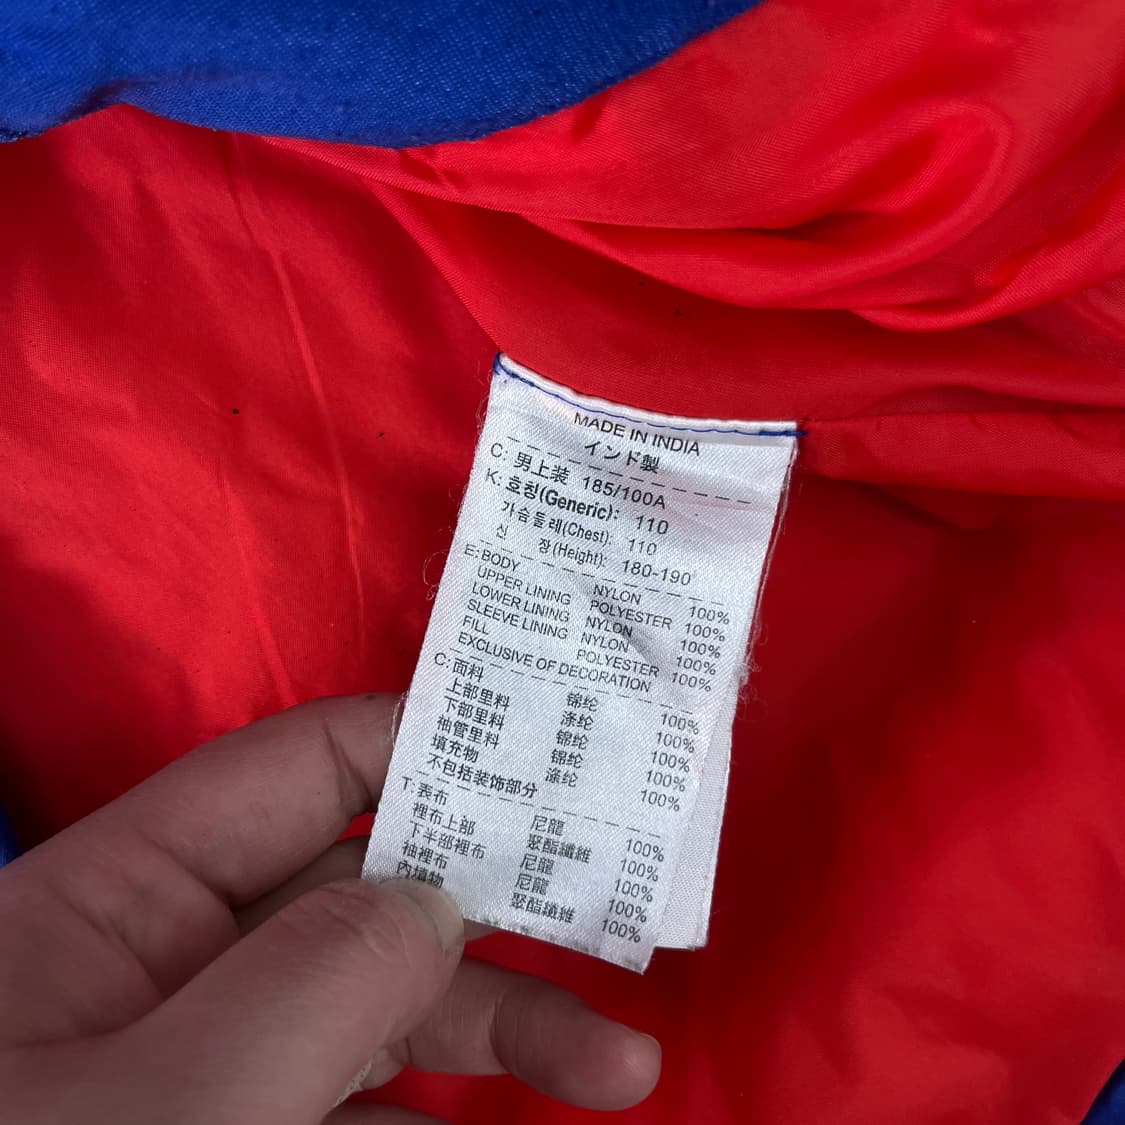 MADE IN INDIA
インド製
C: 男上装 185/100A
K: 호칭(Generic): 110
가슴둘레(Chest): 110
신 장(Height): 180-190
E: BODY NYLON 100%
UPPER LINING POLYESTER 100%
LOWER LINING NYLON 100%
SLEEVE LINING NYLON 100%
FILL POLYESTER 100%
EXCLUSIVE OF DECORATION
C: 面料 锦纶 100%
上部里料 涤纶 100%
下部里料 锦纶 100%
袖管里料 锦纶 100%
填充物 涤纶 100%
不包括装饰部分
T: 表布 尼龍 100%
裡布上部 聚酯纖維 100%
下半部裡布 尼龍 100%
袖裡布 尼龍 100%
內填物 聚酯纖維 100%